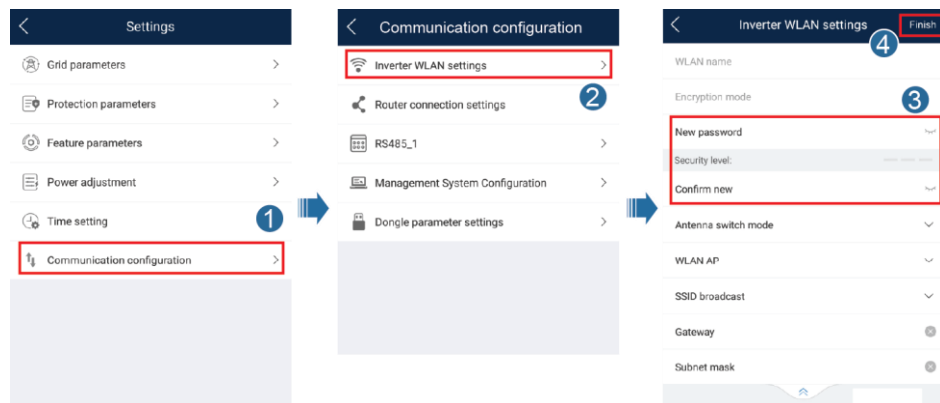 Settings
Grid parameters
Protection parameters
Feature parameters
Power adjustment
Time setting
1
Communication configuration
Communication configuration
Inverter WLAN settings
2
Router connection settings
RS485_1
Management System Configuration
Dongle parameter settings
Inverter WLAN settings
Finish
4
WLAN name
Encryption mode
3
New password
Security level:
Confirm new
Antenna switch mode
WLAN AP
SSID broadcast
Gateway
Subnet mask